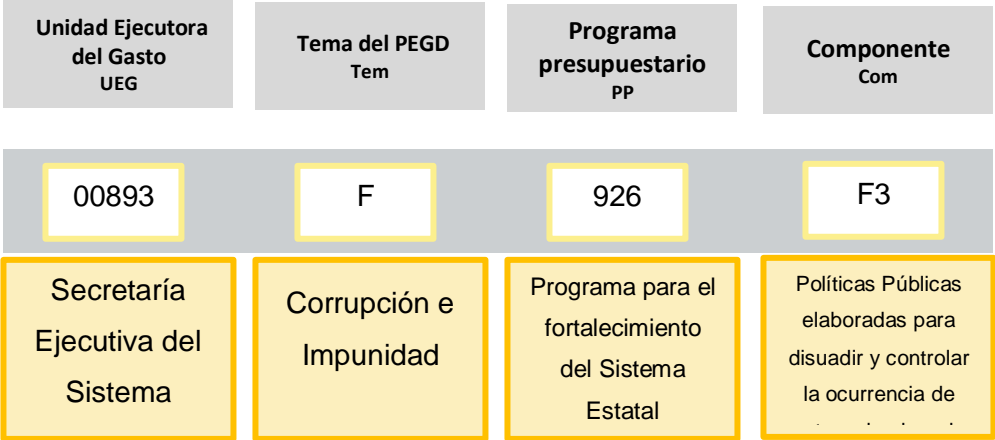 Unidad Ejecutora
del Gasto
UEG
Tema del PEGD
Tem
Programa
presupuestario
PP
Componente
Com
00893
F
926
F3
Secretaría
Ejecutiva del
Sistema
Corrupción e
Impunidad
Programa para el
fortalecimiento
del Sistema
Estatal
Políticas Públicas
elaboradas para
disuadir y controlar
la ocurrencia de